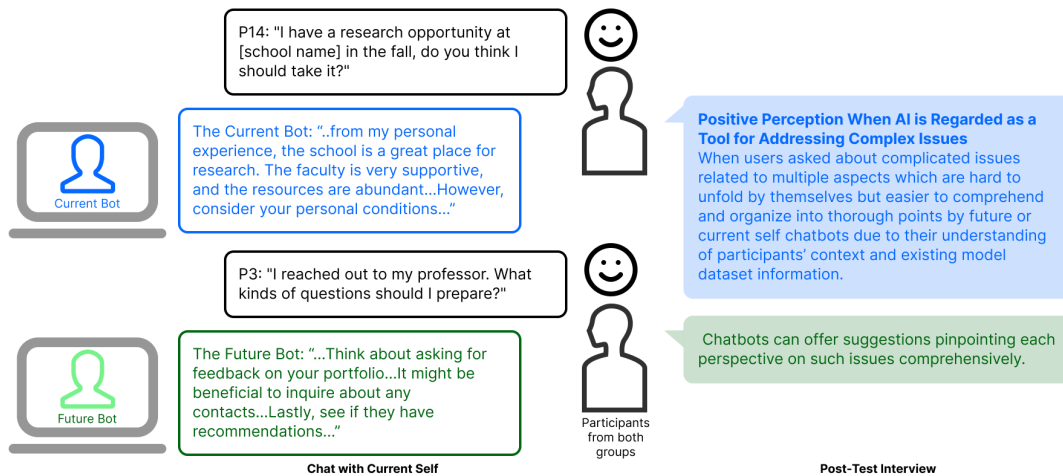 P14: "I have a research opportunity at
[school name] in the fall, do you think I
should take it?"
The Current Bot: “..from my personal
experience, the school is a great place for
research. The faculty is very supportive,
and the resources are abundant...However,
consider your personal conditions...”
Current Bot
Positive Perception When AI is Regarded as a
Tool for Addressing Complex Issues
When users asked about complicated issues
related to multiple aspects which are hard to
unfold by themselves but easier to comprehend
and organize into thorough points by future or
current self chatbots due to their understanding
of participants’ context and existing model
dataset information.
P3: "I reached out to my professor. What
kinds of questions should I prepare?"
The Future Bot: “...Think about asking for
feedback on your portfolio...It might be
beneficial to inquire about any
contacts...Lastly, see if they have
recommendations...”
Future Bot
Chatbots can offer suggestions pinpointing each
perspective on such issues comprehensively.
Participants
from both
groups
Chat with Current Self
Post-Test Interview